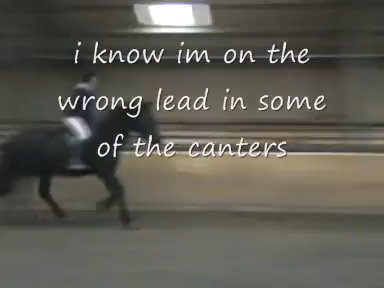 i know im on the
wrong lead in some
of the canters